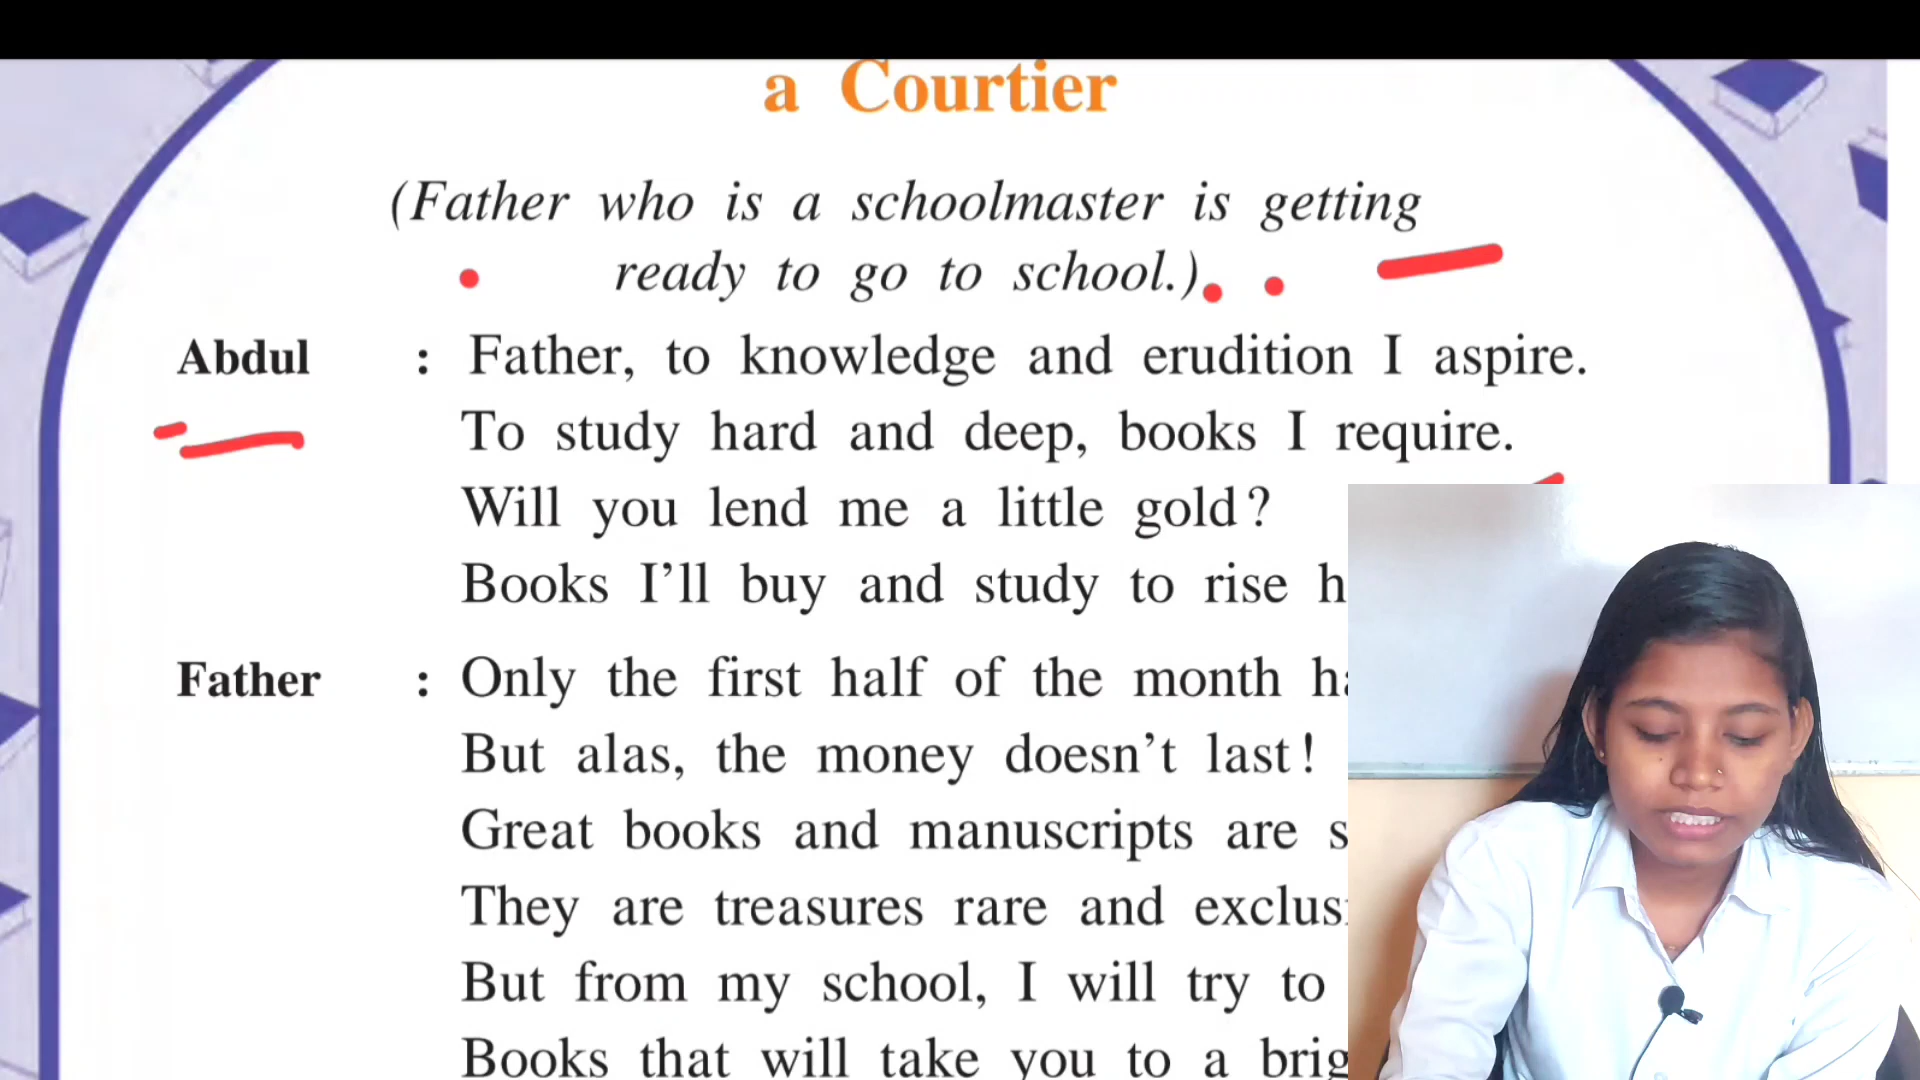 a Courtier
(Father who is a schoolmaster is getting
ready to go to school.)
Abdul : Father, to knowledge and erudition I aspire.
To study hard and deep, books I require.
Will you lend me a little gold?
Books I'll buy and study to rise
Father : Only the first half of the month
But alas, the money doesn't last!
Great books and manuscripts are
They are treasures rare and
But from my school, I will try to
Books that will take you to a